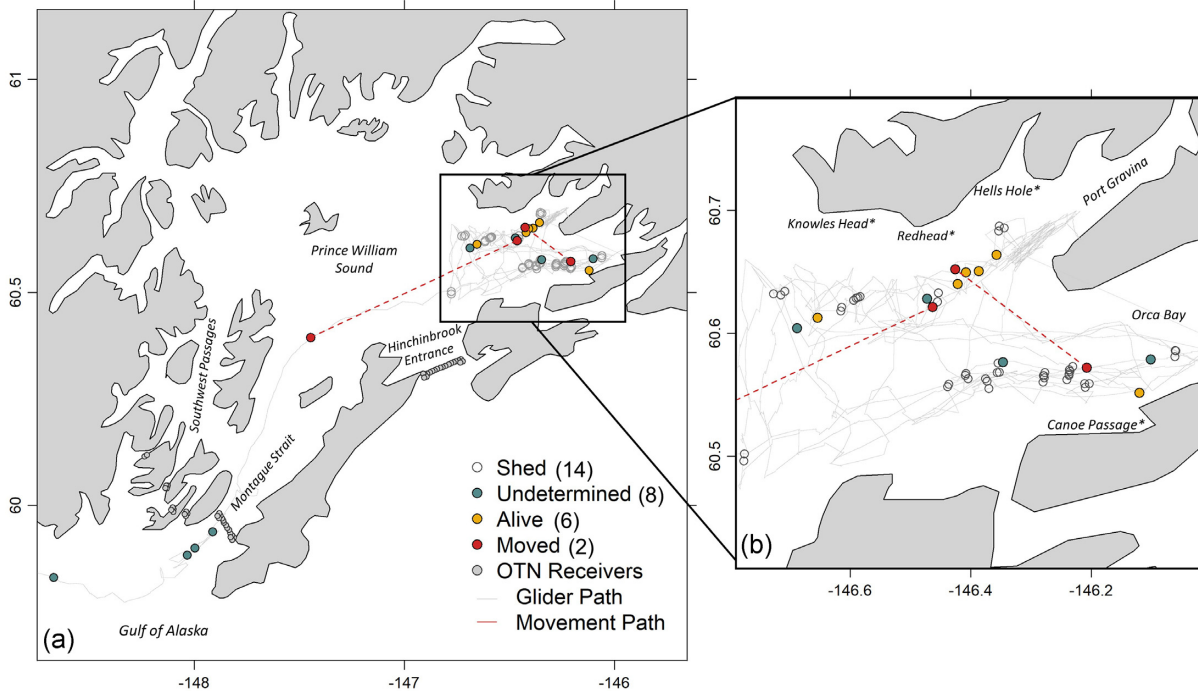 61
60.5
60
-148
-147
-146
Prince William
Sound
Southwest Passages
Hinchinbrook
Entrance
Montague Strait
Gulf of Alaska
(a)
Shed (14)
Undetermined (8)
Alive (6)
Moved (2)
OTN Receivers
Glider Path
Movement Path
60.7
60.6
60.5
-146.6
-146.4
-146.2
Hells Hole*
Port Gravina
Knowles Head*
Redhead*
Orca Bay
Canoe Passage*
(b)